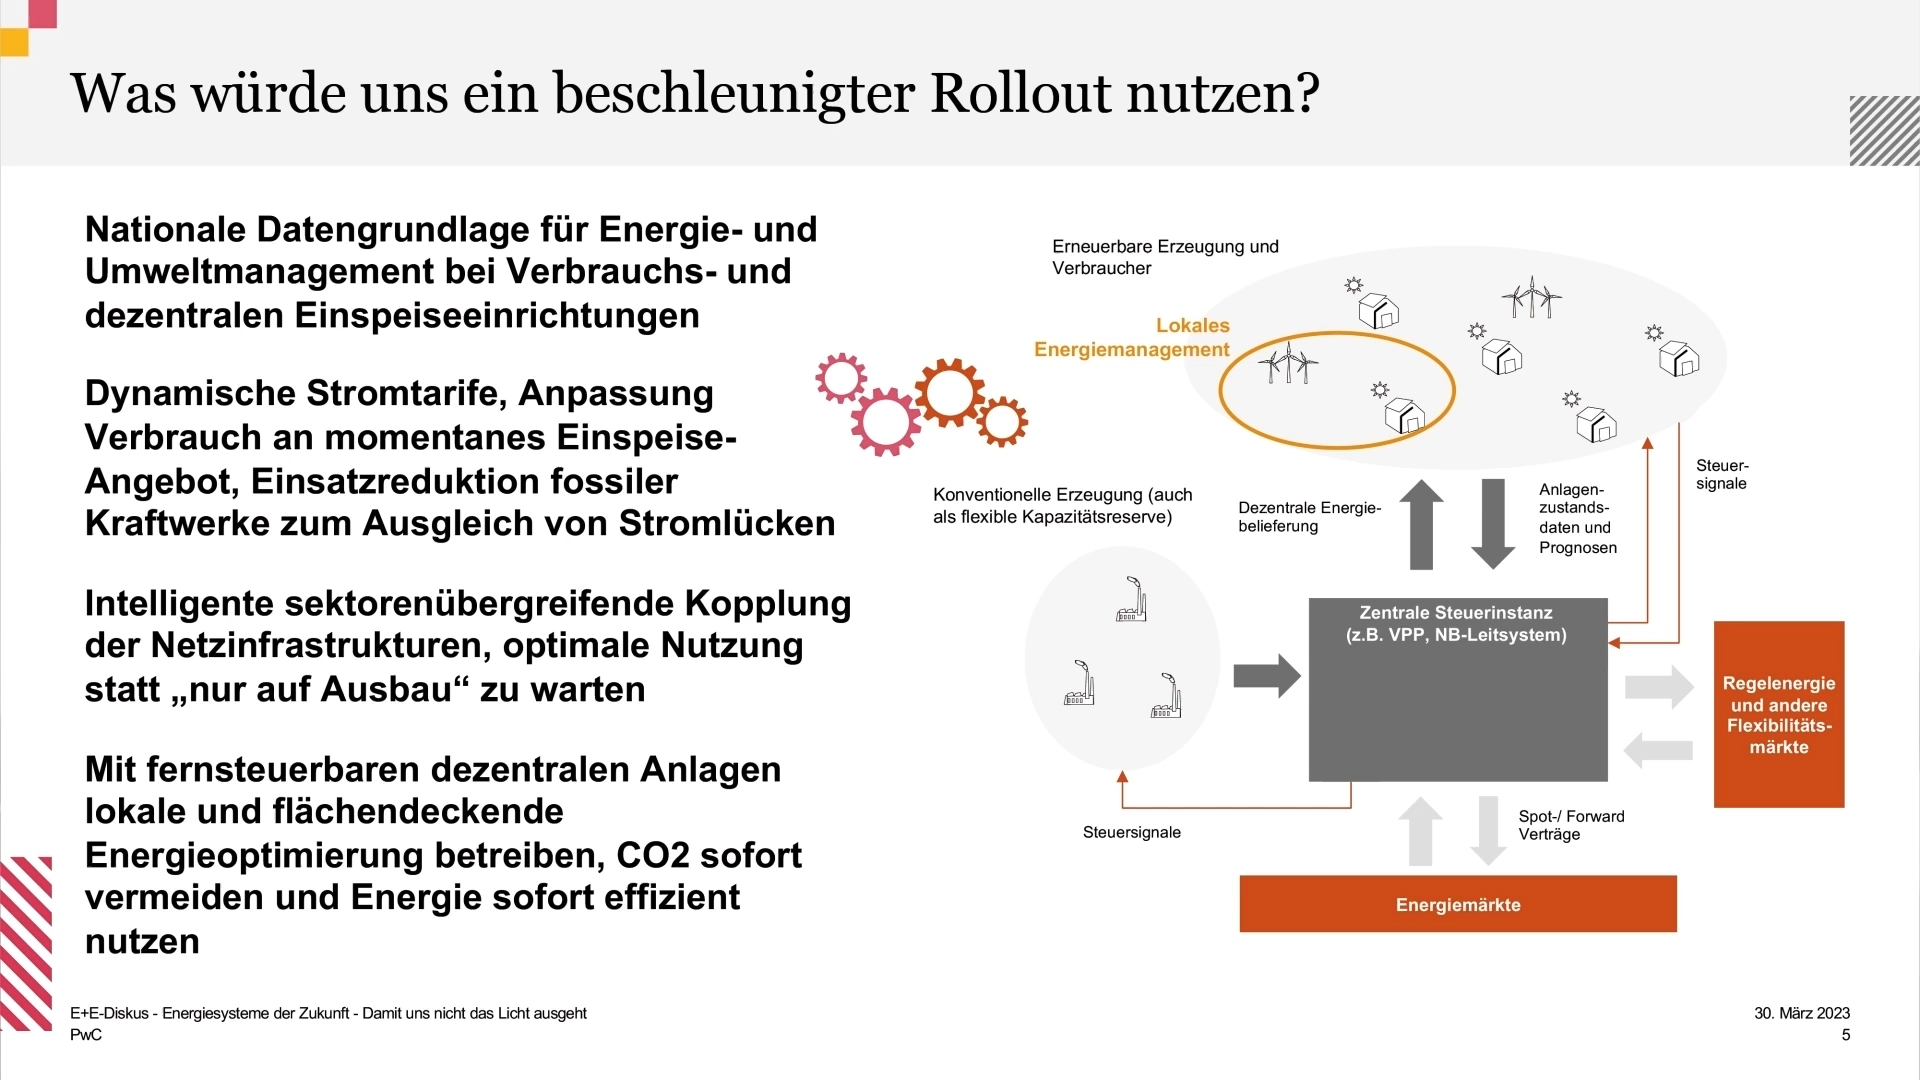 Was würde uns ein beschleunigter Rollout nutzen?
Nationale Datengrundlage für Energie- und
Umweltmanagement bei Verbrauchs- und
dezentralen Einspeiseeinrichtungen
Dynamische Stromtarife, Anpassung
Verbrauch an momentanes Einspeise-
Angebot, Einsatzreduktion fossiler
Kraftwerke zum Ausgleich von Stromlücken
Intelligente sektorenübergreifende Kopplung
der Netzinfrastrukturen, optimale Nutzung
statt „nur auf Ausbau“ zu warten
Mit fernsteuerbaren dezentralen Anlagen
lokale und flächendeckende
Energieoptimierung betreiben, CO2 sofort
vermeiden und Energie sofort effizient
nutzen
Erneuerbare Erzeugung und
Verbraucher
Lokales
Energiemanagement
Konventionelle Erzeugung (auch
als flexible Kapazitätsreserve)
Dezentrale Energie-
belieferung
Anlagen-
zustands-
daten und
Prognosen
Steuer-
signale
Zentrale Steuerinstanz
(z.B. VPP, NB-Leitsystem)
Regelenergie
und andere
Flexibilitäts-
märkte
Steuersignale
Spot-/ Forward
Verträge
Energiemärkte
E+E-Diskus - Energiesysteme der Zukunft - Damit uns nicht das Licht ausgeht
PwC
30. März 2023
5